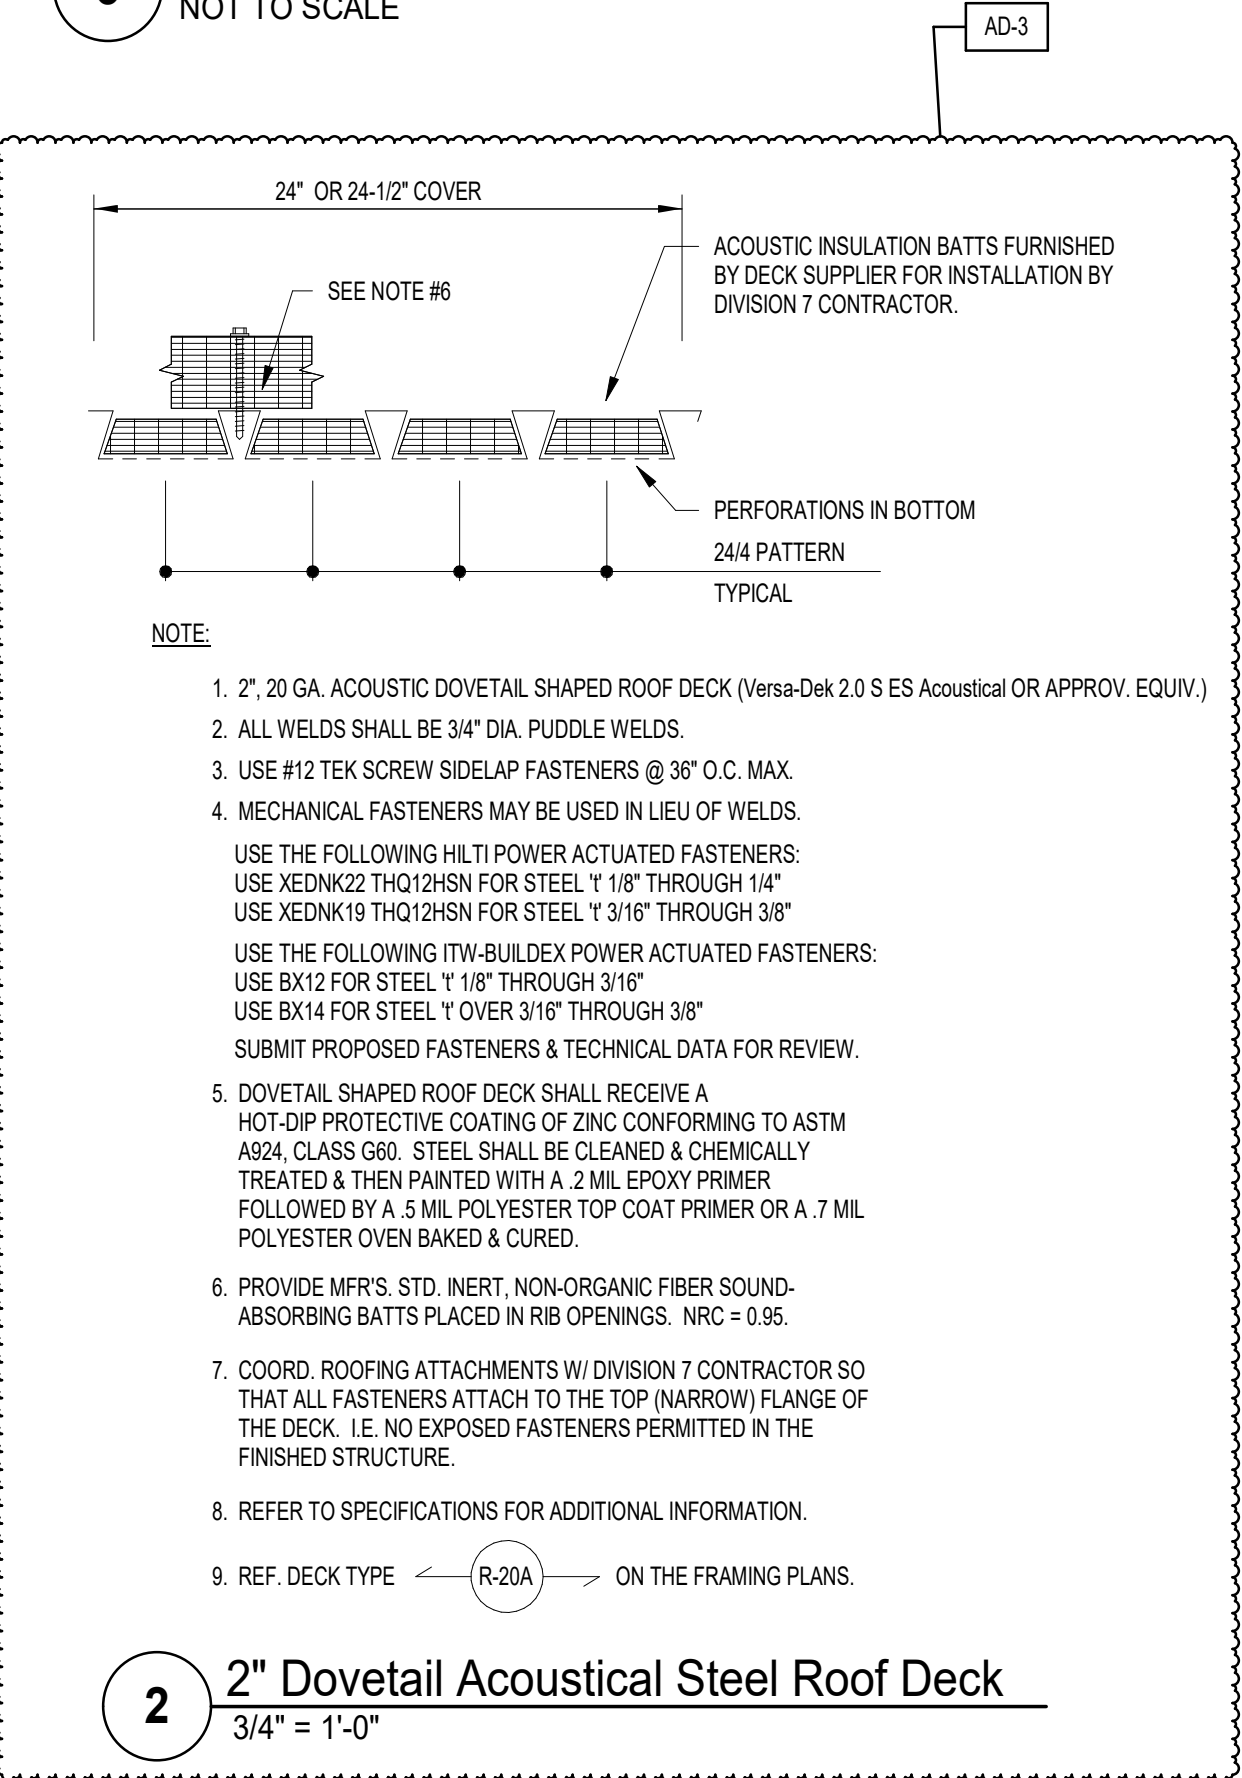 NOT TO SCALE
AD-3
24" OR 24-1/2" COVER
ACOUSTIC INSULATION BATTS FURNISHED
BY DECK SUPPLIER FOR INSTALLATION BY
DIVISION 7 CONTRACTOR.
SEE NOTE #6
PERFORATIONS IN BOTTOM
24/4 PATTERN
TYPICAL
NOTE:
1. 2", 20 GA. ACOUSTIC DOVETAIL SHAPED ROOF DECK (Versa-Dek 2.0 S ES Acoustical OR APPROV. EQUIV.)
2. ALL WELDS SHALL BE 3/4" DIA. PUDDLE WELDS.
3. USE #12 TEK SCREW SIDELAP FASTENERS @ 36" O.C. MAX.
4. MECHANICAL FASTENERS MAY BE USED IN LIEU OF WELDS.
USE THE FOLLOWING HILTI POWER ACTUATED FASTENERS:
USE XEDNK22 THQ12HSN FOR STEEL 't' 1/8" THROUGH 1/4"
USE XEDNK19 THQ12HSN FOR STEEL 't' 3/16" THROUGH 3/8"
USE THE FOLLOWING ITW-BUILDEX POWER ACTUATED FASTENERS:
USE BX12 FOR STEEL 't' 1/8" THROUGH 3/16"
USE BX14 FOR STEEL 't' OVER 3/16" THROUGH 3/8"
SUBMIT PROPOSED FASTENERS & TECHNICAL DATA FOR REVIEW.
5. DOVETAIL SHAPED ROOF DECK SHALL RECEIVE A
HOT-DIP PROTECTIVE COATING OF ZINC CONFORMING TO ASTM
A924, CLASS G60. STEEL SHALL BE CLEANED & CHEMICALLY
TREATED & THEN PAINTED WITH A .2 MIL EPOXY PRIMER
FOLLOWED BY A .5 MIL POLYESTER TOP COAT PRIMER OR A .7 MIL
POLYESTER OVEN BAKED & CURED.
6. PROVIDE MFR'S. STD. INERT, NON-ORGANIC FIBER SOUND-
ABSORBING BATTS PLACED IN RIB OPENINGS. NRC = 0.95.
7. COORD. ROOFING ATTACHMENTS W/ DIVISION 7 CONTRACTOR SO
THAT ALL FASTENERS ATTACH TO THE TOP (NARROW) FLANGE OF
THE DECK. I.E. NO EXPOSED FASTENERS PERMITTED IN THE
FINISHED STRUCTURE.
8. REFER TO SPECIFICATIONS FOR ADDITIONAL INFORMATION.
9. REF. DECK TYPE R-20A ON THE FRAMING PLANS.
2 2" Dovetail Acoustical Steel Roof Deck
3/4" = 1'-0"